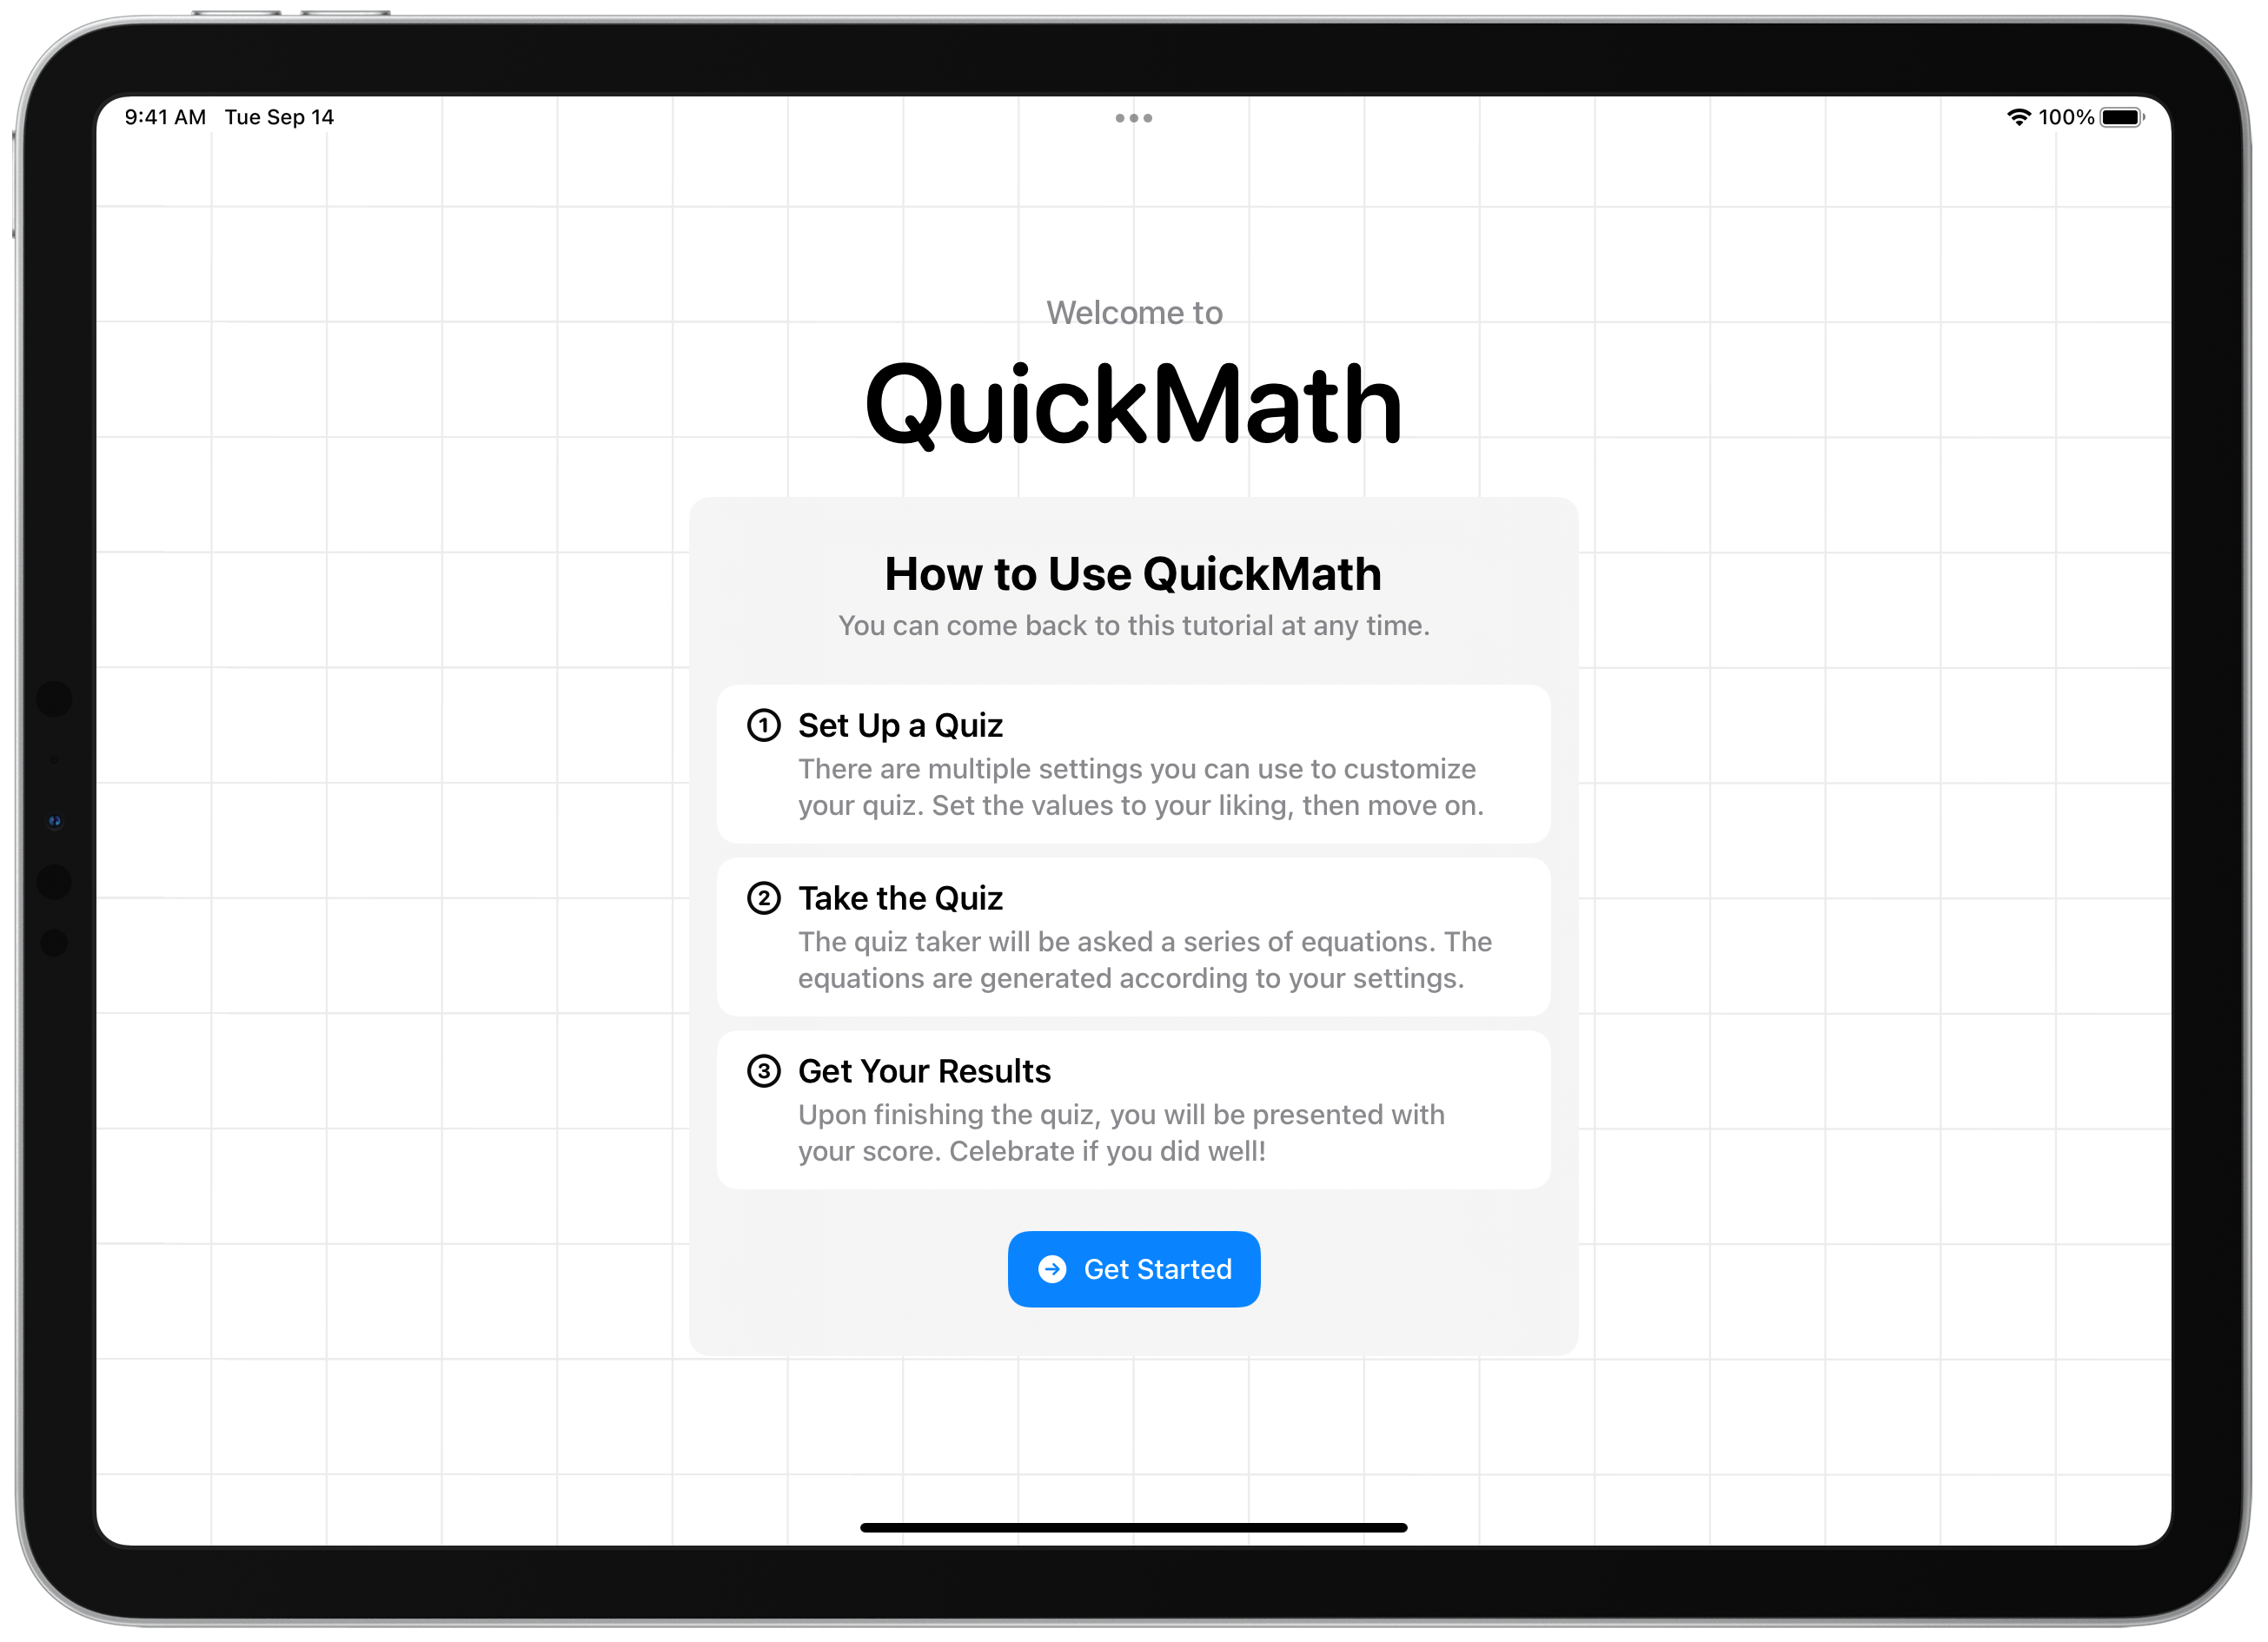 9:41 AM Tue Sep 14
100%
Welcome to
QuickMath
How to Use QuickMath
You can come back to this tutorial at any time.
1 Set Up a Quiz
There are multiple settings you can use to customize
your quiz. Set the values to your liking, then move on.
2 Take the Quiz
The quiz taker will be asked a series of equations. The
equations are generated according to your settings.
3 Get Your Results
Upon finishing the quiz, you will be presented with
your score. Celebrate if you did well!
Get Started